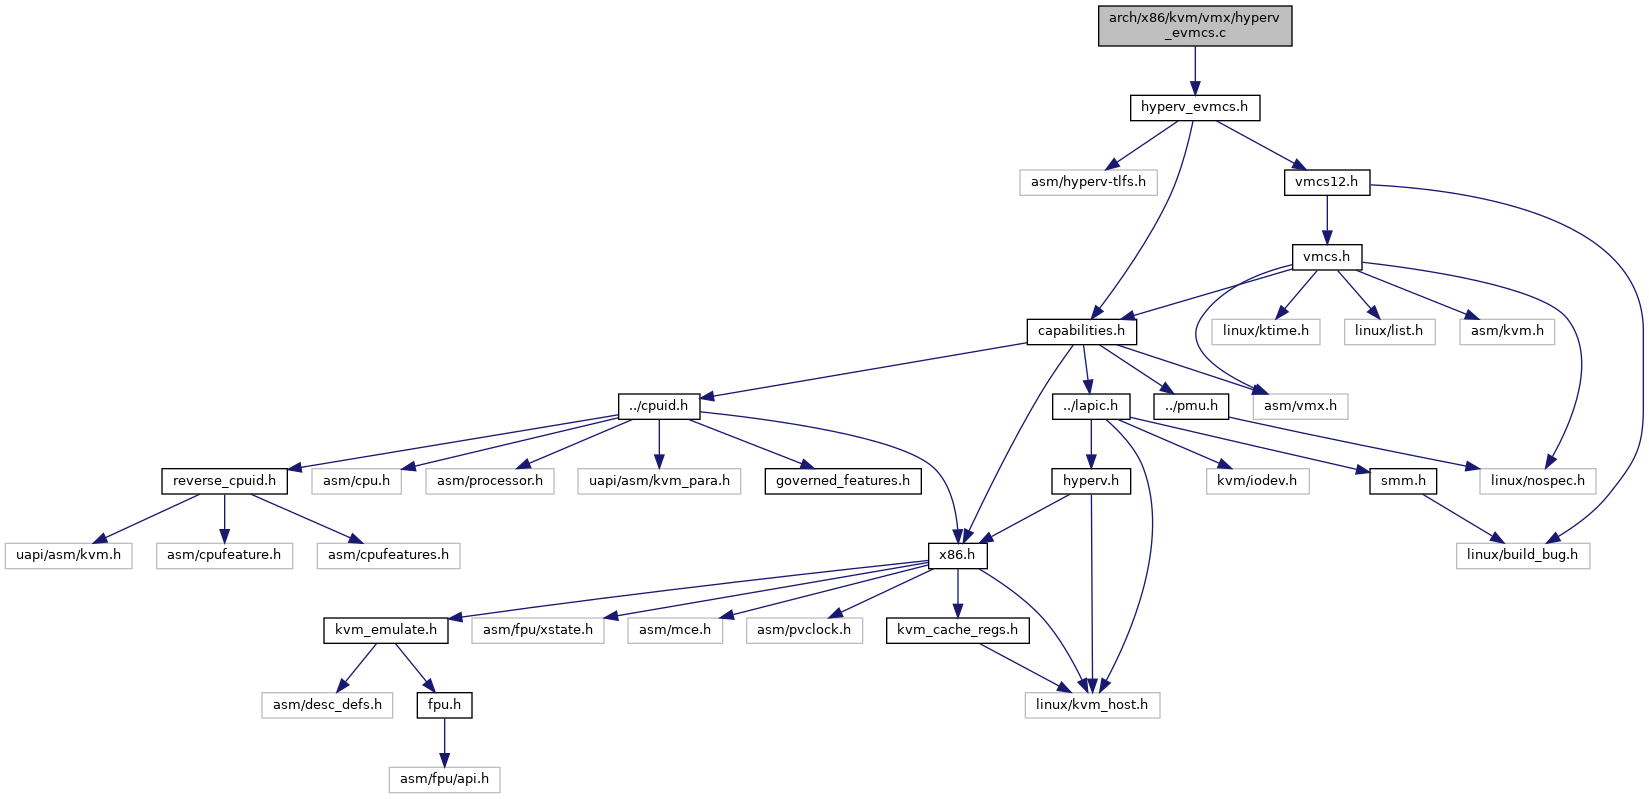 arch/x86/kvm/vmx/hyperv
_evmcs.c
hyperv_evmcs.h
asm/hyperv-tlfs.h
vmcs12.h
vmcs.h
capabilities.h
linux/ktime.h
linux/list.h
asm/kvm.h
../cpuid.h
../lapic.h
../pmu.h
asm/vmx.h
reverse_cpuid.h
asm/cpu.h
asm/processor.h
uapi/asm/kvm_para.h
governed_features.h
hyperv.h
kvm/iodev.h
smm.h
linux/nospec.h
uapi/asm/kvm.h
asm/cpufeature.h
asm/cpufeatures.h
x86.h
linux/build_bug.h
kvm_emulate.h
asm/fpu/xstate.h
asm/mce.h
asm/pvclock.h
kvm_cache_regs.h
asm/desc_defs.h
fpu.h
linux/kvm_host.h
asm/fpu/api.h